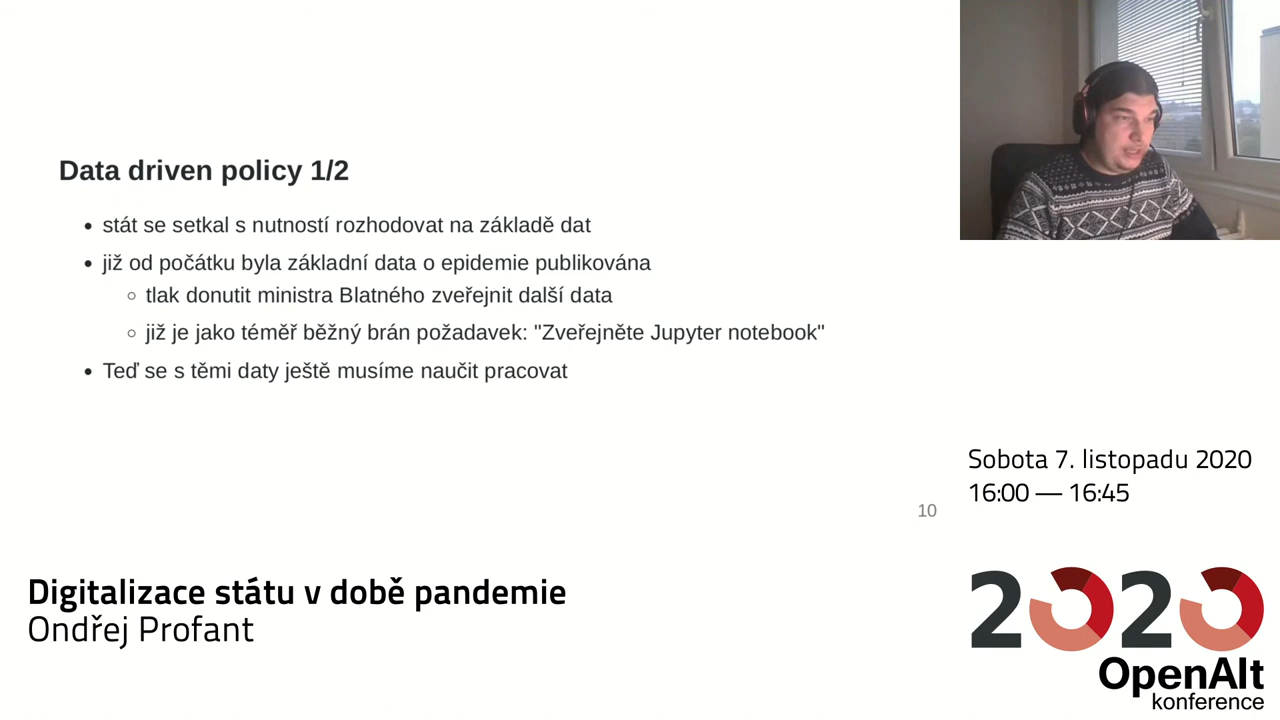 Data driven policy 1/2
• stát se setkal s nutností rozhodovat na základě dat
• již od počátku byla základní data o epidemie publikována
◦ tlak donutit ministra Blatného zveřejnit další data
◦ již je jako téměř běžný brán požadavek: "Zveřejněte Jupyter notebook"
• Teď se s těmi daty ještě musíme naučit pracovat
10
Sobota 7. listopadu 2020
16:00 — 16:45
Digitalizace státu v době pandemie
Ondřej Profant
2020
OpenAlt
konference